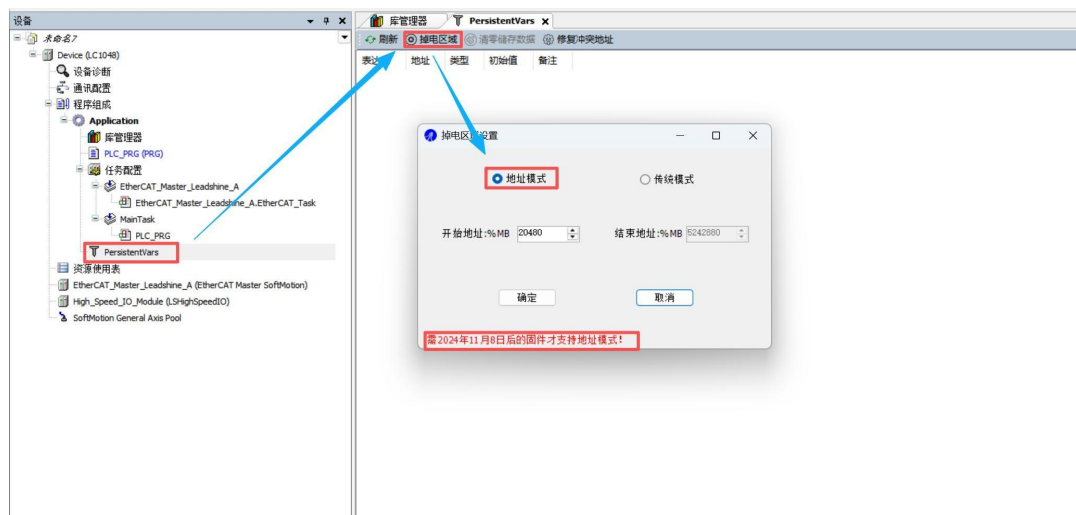 设备
未命名7
Device (LC1048)
设备诊断
通讯配置
程序组成
Application
库管理器
PLC_PRG (PRG)
任务配置
EtherCAT_Master_Leadshine_A
EtherCAT_Master_Leadshine_A.EtherCAT_Task
MainTask
PLC_PRG
PersistentVars
资源使用表
EtherCAT_Master_Leadshine_A (EtherCAT Master SoftMotion)
High_Speed_IO_Module (LSHighSpeedIO)
SoftMotion General Axis Pool
库管理器 PersistentVars
刷新 掉电区域 清零储存数据 修复冲突地址
地址 类型 初始值 备注
掉电区域设置
地址模式 传统模式
开始地址:%MB 20480 结束地址:%MB 5242880
确定 取消
需2024年11月8日后的固件才支持地址模式!